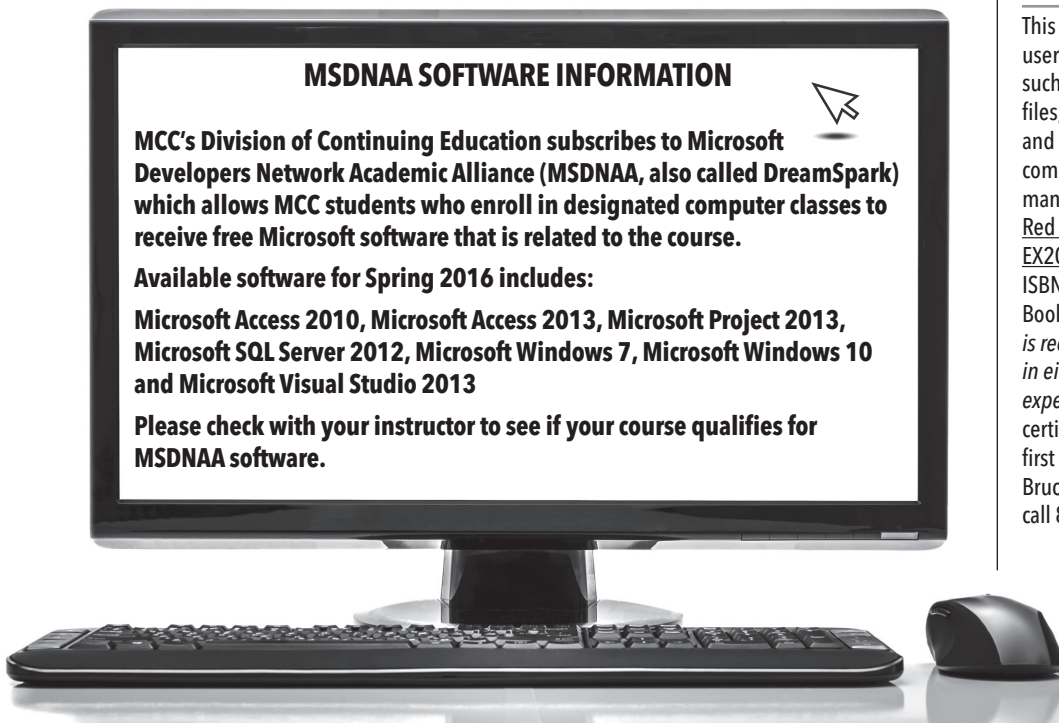 MSDNAA SOFTWARE INFORMATION
MCC's Division of Continuing Education subscribes to Microsoft
Developers Network Academic Alliance (MSDNAA, also called DreamSpark)
which allows MCC students who enroll in designated computer classes to
receive free Microsoft software that is related to the course.
Available software for Spring 2016 includes:
Microsoft Access 2010, Microsoft Access 2013, Microsoft Project 2013,
Microsoft SQL Server 2012, Microsoft Windows 7, Microsoft Windows 10
and Microsoft Visual Studio 2013
Please check with your instructor to see if your course qualifies for
MSDNAA software.
This
user
such
files,
and
com
man
Red
EX20
ISBN
Book
is re
in ei
expe
certi
first
Bruc
call 8